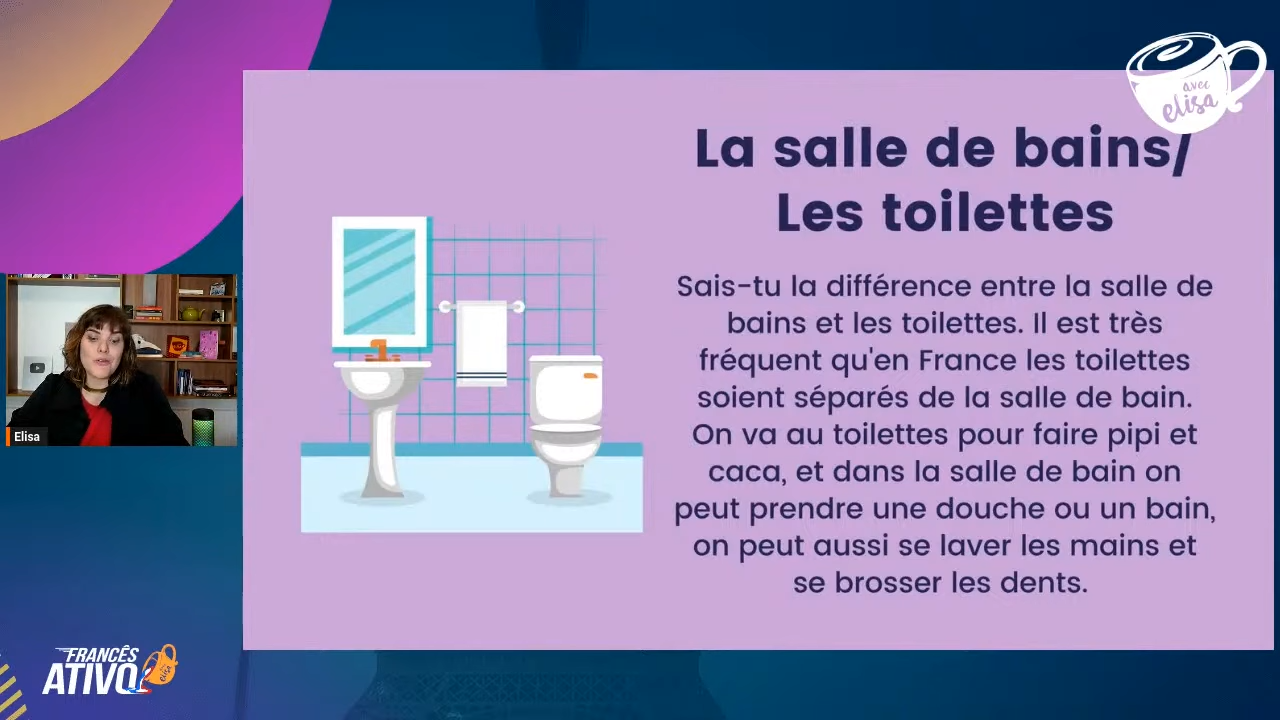 avec
elisa
La salle de bains/
Les toilettes
Sais-tu la différence entre la salle de
bains et les toilettes. Il est très
fréquent qu'en France les toilettes
soient séparés de la salle de bain.
On va au toilettes pour faire pipi et
caca, et dans la salle de bain on
peut prendre une douche ou un bain,
on peut aussi se laver les mains et
se brosser les dents.
Elisa
FRANCÊS
ATIVO
elisa